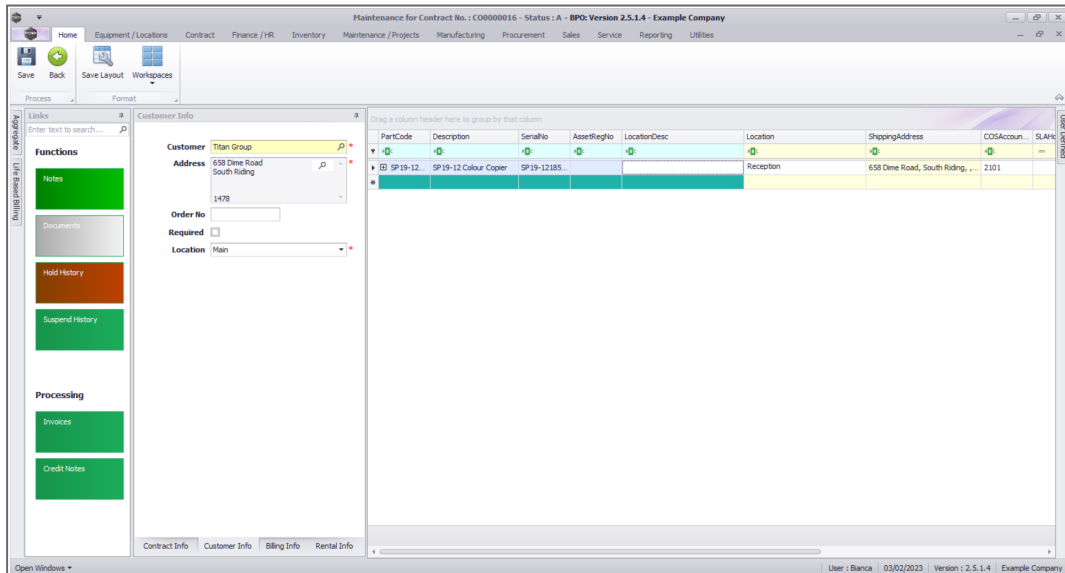 Maintenance for Contract No. : CO0000016 - Status : A - BPO: Version 2.5.1.4 - Example Company
Home Equipment / Locations Contract Finance / HR Inventory Maintenance / Projects Manufacturing Procurement Sales Service Reporting Utilities
Save Back Save Layout Workspaces
Process Format
Aggregate
Life Based Billing
Links
Enter text to search...
Functions
Notes
Documents
Hold History
Suspend History
Processing
Invoices
Credit Notes
Customer Info
Customer Titan Group *
Address 658 Dime Road *
South Riding
1478
Order No
Required
Location Main *
Contract Info Customer Info Billing Info Rental Info
Drag a column header here to group by that column
PartCode Description SerialNo AssetRegNo LocationDesc Location ShippingAddress COSAccoun... SLAHo
SP19-12... SP19-12 Colour Copier SP19-12185... Reception 658 Dime Road, South Riding, ,... 2101
User Defined
Open Windows
User : Bianca 03/02/2023 Version : 2.5.1.4 Example Company